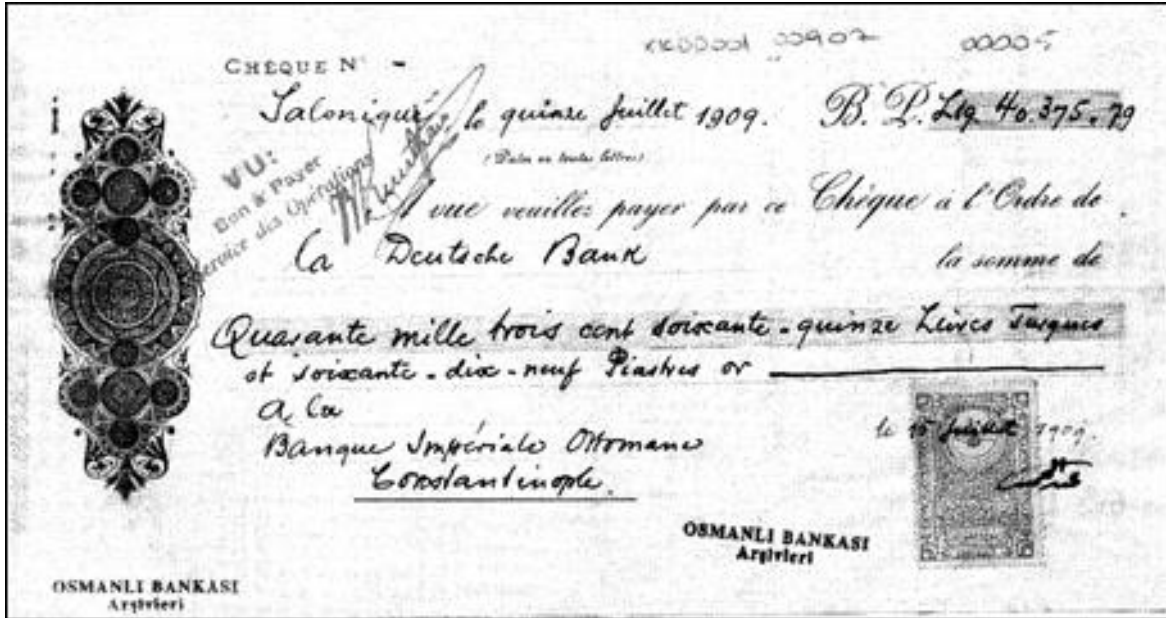 XK00001 00907 00005
CHÈQUE N° -
Salonique, le quinze Juillet 1909. B. P. Ltq 40.375.79
(Date en toutes lettres)
VU:
Bon à Payer
Service des Opérations
A vue veuillez payer par ce Chèque à l'Ordre de
la Deutsche Bank la somme de
Quarante mille trois cent soixante-quinze Livres Turques
et soixante-dix-neuf Piastres or
A la
Banque Impériale Ottomane
Constantinople.
le 15 Juillet 1909.
OSMANLI BANKASI
Arşivleri
OSMANLI BANKASI
Arşivleri